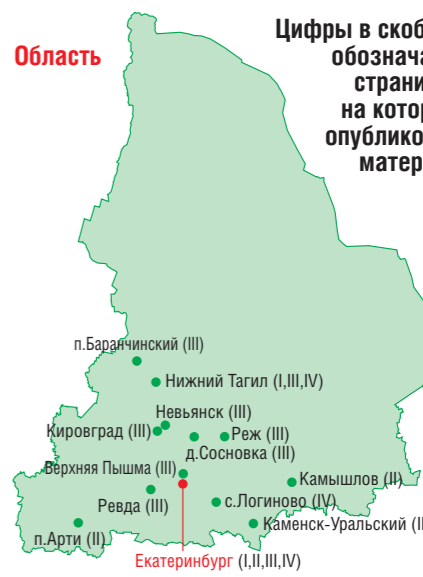 Область
Цифры в скоб
обознача
страни
на котор
опублико
матер
п.Баранчинский (III)
Нижний Тагил (I,III,IV)
Невьянск (III)
Кировград (III)
Реж (III)
д.Сосновка (III)
Верхняя Пышма (III)
Камышлов (II)
Ревда (III)
с.Логиново (IV)
Каменск-Уральский (II
п.Арти (II)
Екатеринбург (I,II,III,IV)